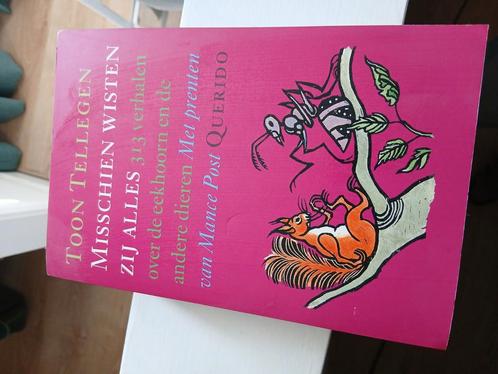 TOON TELLEGEN
MISSCHIEN WISTEN
ZIJ ALLES 313 verhalen
over de eekhoorn en de
andere dieren Met prenten
van Mance Post QUERIDO